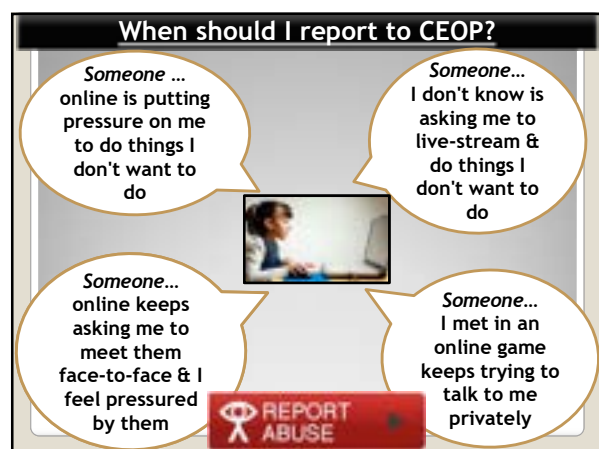 When should I report to CEOP?
Someone ...
online is putting
pressure on me
to do things I
don't want to
do
Someone...
I don't know is
asking me to
live-stream &
do things I
don't want to
do
Someone...
online keeps
asking me to
meet them
face-to-face & I
feel pressured
by them
Someone...
I met in an
online game
keeps trying to
talk to me
privately
REPORT
ABUSE